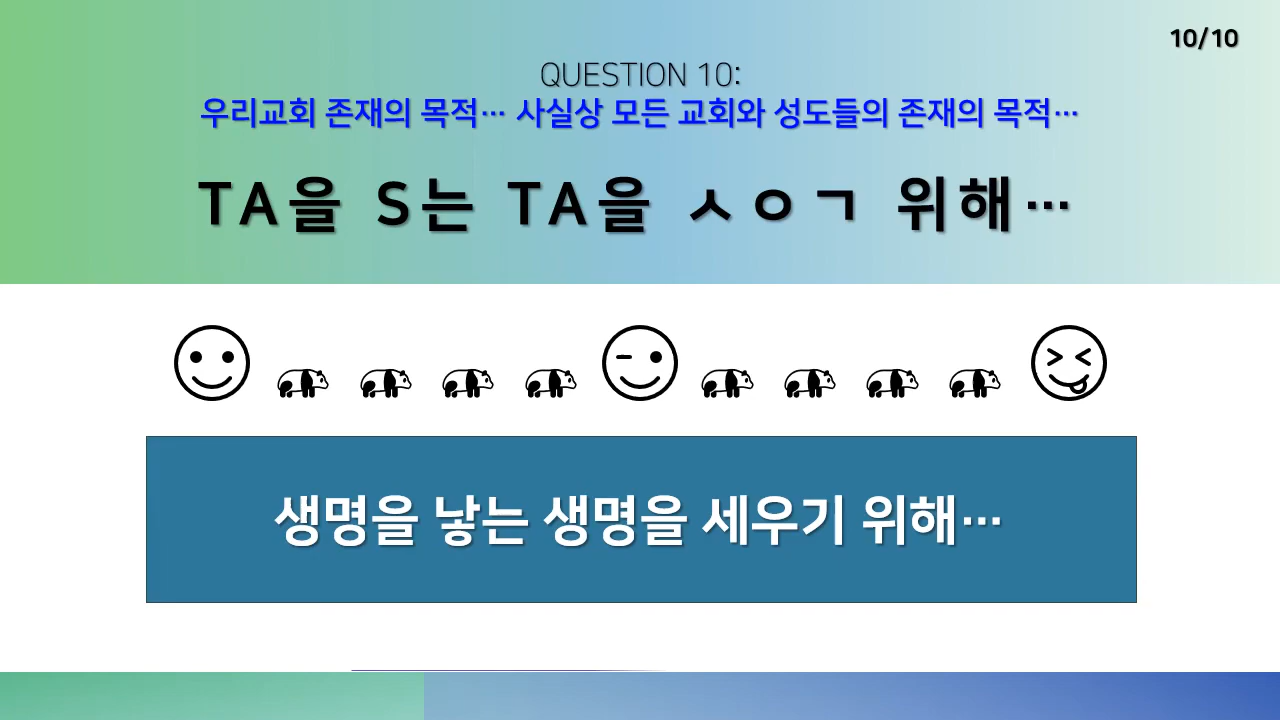 10/10
QUESTION 10:
우리교회 존재의 목적… 사실상 모든 교회와 성도들의 존재의 목적…
TA을 S는 TA을 ㅅㅇㄱ 위해…
생명을 낳는 생명을 세우기 위해…